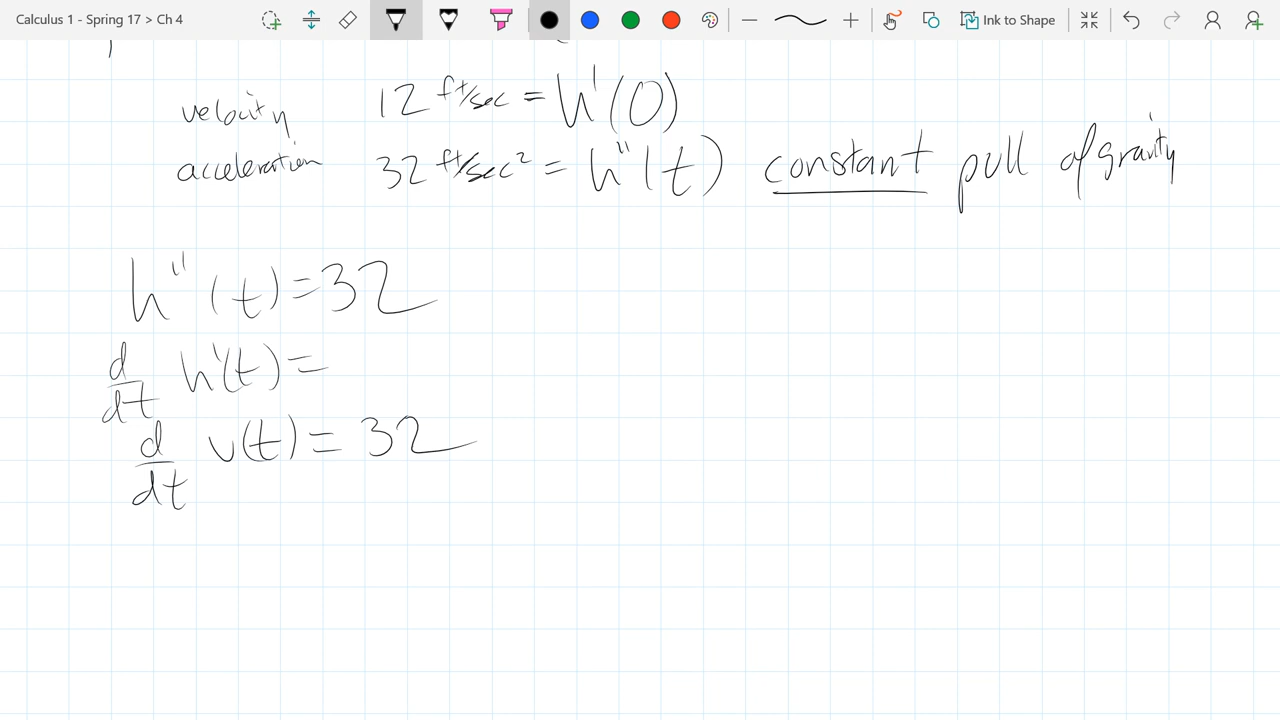 Calculus 1 - Spring 17 > Ch 4
Ink to Shape
velocity 12 ft/sec = h'(0)
acceleration 32 ft/sec² = h''(t) constant pull of gravity
h''(t) = 32
d/dt h'(t) =
d/dt v(t) = 32